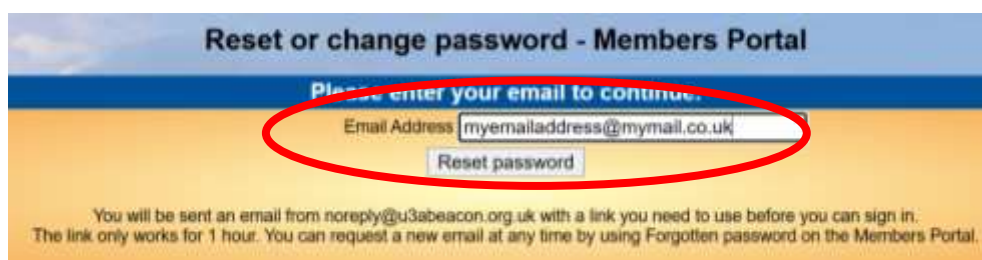 Reset or change password - Members Portal
Please enter your email to continue.
Email Address myemailaddress@mymail.co.uk
Reset password
You will be sent an email from noreply@u3abeacon.org.uk with a link you need to use before you can sign in.
The link only works for 1 hour. You can request a new email at any time by using Forgotten password on the Members Portal.